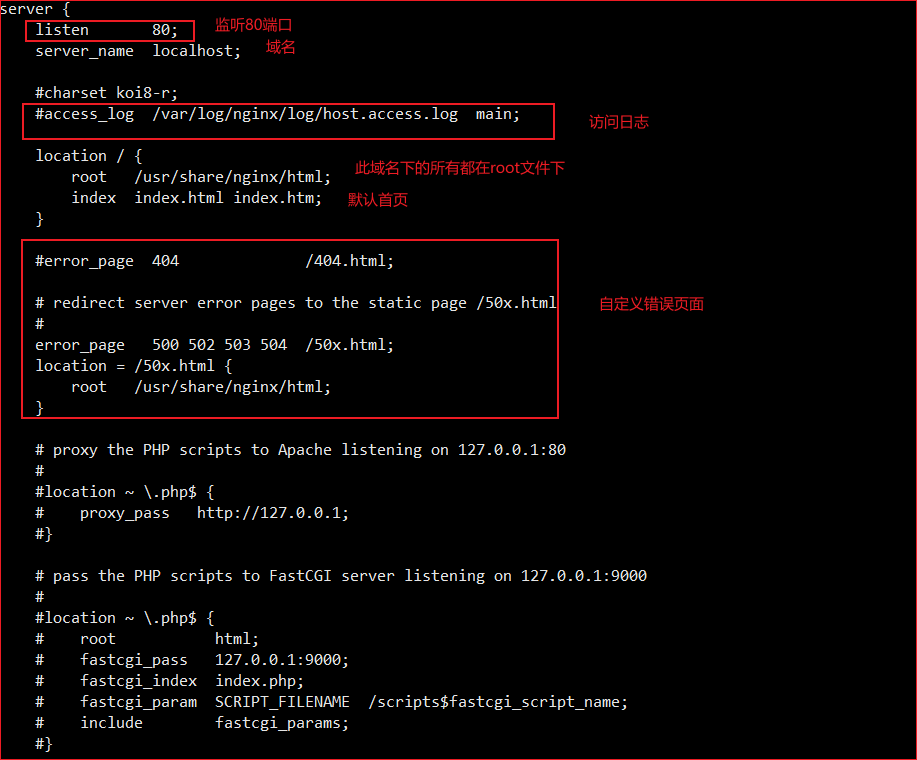 server {
listen 80; 监听80端口
server_name localhost; 域名
#charset koi8-r;
#access_log /var/log/nginx/log/host.access.log main; 访问日志
location / {
root /usr/share/nginx/html; 此域名下的所有都在root文件下
index index.html index.htm; 默认首页
}
#error_page 404 /404.html;
# redirect server error pages to the static page /50x.html 自定义错误页面
#
error_page 500 502 503 504 /50x.html;
location = /50x.html {
root /usr/share/nginx/html;
}
# proxy the PHP scripts to Apache listening on 127.0.0.1:80
#
#location ~ \.php$ {
# proxy_pass http://127.0.0.1;
#}
# pass the PHP scripts to FastCGI server listening on 127.0.0.1:9000
#
#location ~ \.php$ {
# root html;
# fastcgi_pass 127.0.0.1:9000;
# fastcgi_index index.php;
# fastcgi_param SCRIPT_FILENAME /scripts$fastcgi_script_name;
# include fastcgi_params;
#}